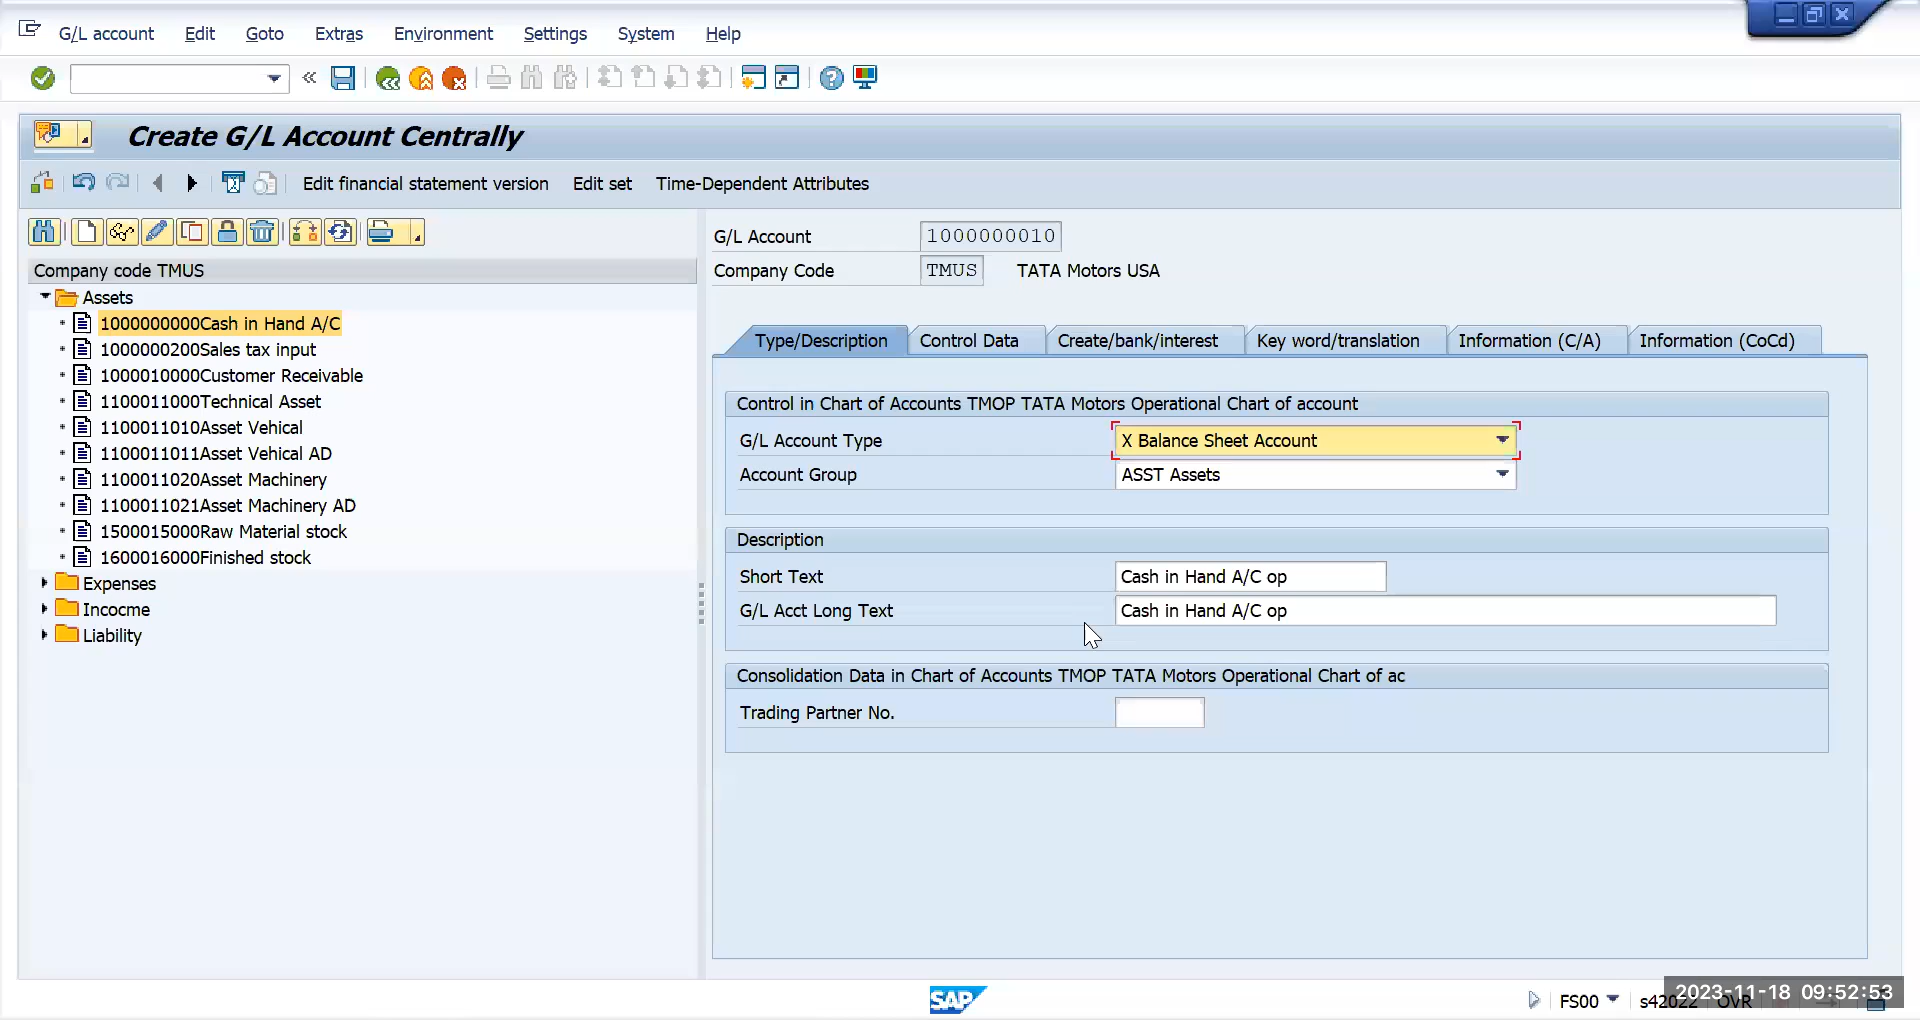 G/L account Edit Goto Extras Environment Settings System Help
Create G/L Account Centrally
Edit financial statement version Edit set Time-Dependent Attributes
Company code TMUS
Assets
1000000000Cash in Hand A/C
1000000200Sales tax input
1000010000Customer Receivable
1100011000Technical Asset
1100011010Asset Vehical
1100011011Asset Vehical AD
1100011020Asset Machinery
1100011021Asset Machinery AD
1500015000Raw Material stock
1600016000Finished stock
Expenses
Incocme
Liability
G/L Account 1000000010
Company Code TMUS TATA Motors USA
Type/Description Control Data Create/bank/interest Key word/translation Information (C/A) Information (CoCd)
Control in Chart of Accounts TMOP TATA Motors Operational Chart of account
G/L Account Type X Balance Sheet Account
Account Group ASST Assets
Description
Short Text Cash in Hand A/C op
G/L Acct Long Text Cash in Hand A/C op
Consolidation Data in Chart of Accounts TMOP TATA Motors Operational Chart of ac
Trading Partner No.
SAP
FS00 s42022 OVR
2023-11-18 09:52:53